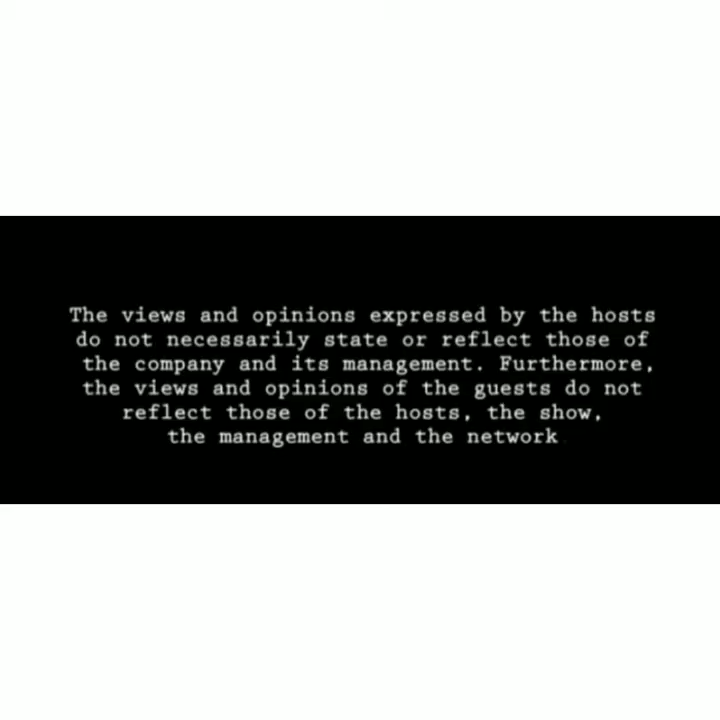 The views and opinions expressed by the hosts
do not necessarily state or reflect those of
the company and its management. Furthermore,
the views and opinions of the guests do not
reflect those of the hosts, the show,
the management and the network